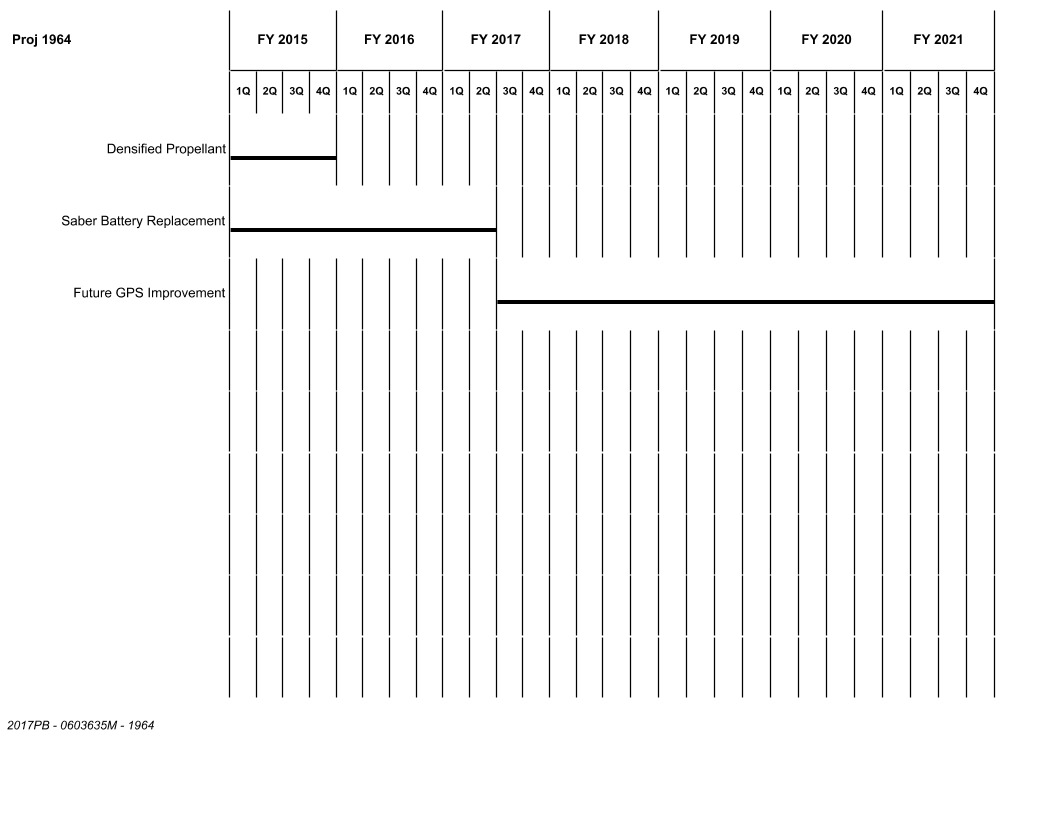 Proj 1964 FY 2015 FY 2016 FY 2017 FY 2018 FY 2019 FY 2020 FY 2021
1Q 2Q 3Q 4Q 1Q 2Q 3Q 4Q 1Q 2Q 3Q 4Q 1Q 2Q 3Q 4Q 1Q 2Q 3Q 4Q 1Q 2Q 3Q 4Q 1Q 2Q 3Q 4Q
Densified Propellant
Saber Battery Replacement
Future GPS Improvement
2017PB - 0603635M - 1964